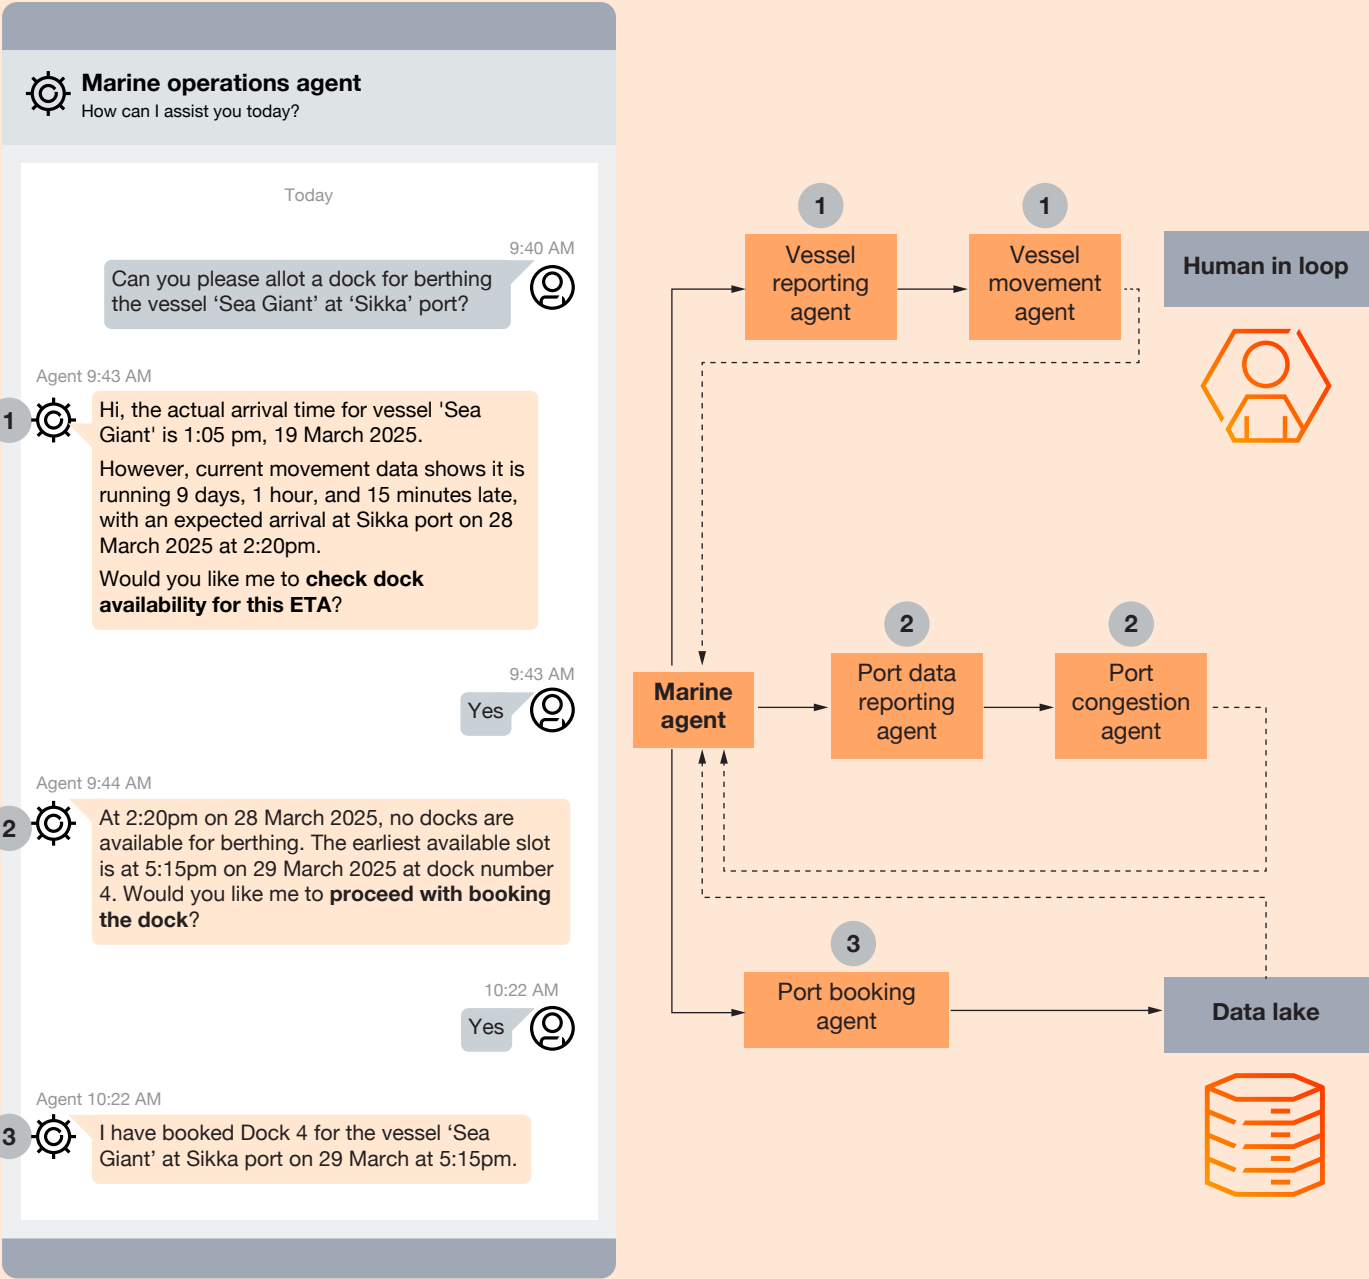 Marine operations agent
How can I assist you today?
Today
9:40 AM
Can you please allot a dock for berthing
the vessel ‘Sea Giant’ at ‘Sikka’ port?
Agent 9:43 AM
1
Hi, the actual arrival time for vessel 'Sea
Giant' is 1:05 pm, 19 March 2025.
However, current movement data shows it is
running 9 days, 1 hour, and 15 minutes late,
with an expected arrival at Sikka port on 28
March 2025 at 2:20pm.
Would you like me to check dock
availability for this ETA?
9:43 AM
Yes
Agent 9:44 AM
2
At 2:20pm on 28 March 2025, no docks are
available for berthing. The earliest available slot
is at 5:15pm on 29 March 2025 at dock number
4. Would you like me to proceed with booking
the dock?
10:22 AM
Yes
Agent 10:22 AM
3
I have booked Dock 4 for the vessel ‘Sea
Giant’ at Sikka port on 29 March at 5:15pm.
1
Vessel
reporting
agent
1
Vessel
movement
agent
Human in loop
Marine
agent
2
Port data
reporting
agent
2
Port
congestion
agent
3
Port booking
agent
Data lake